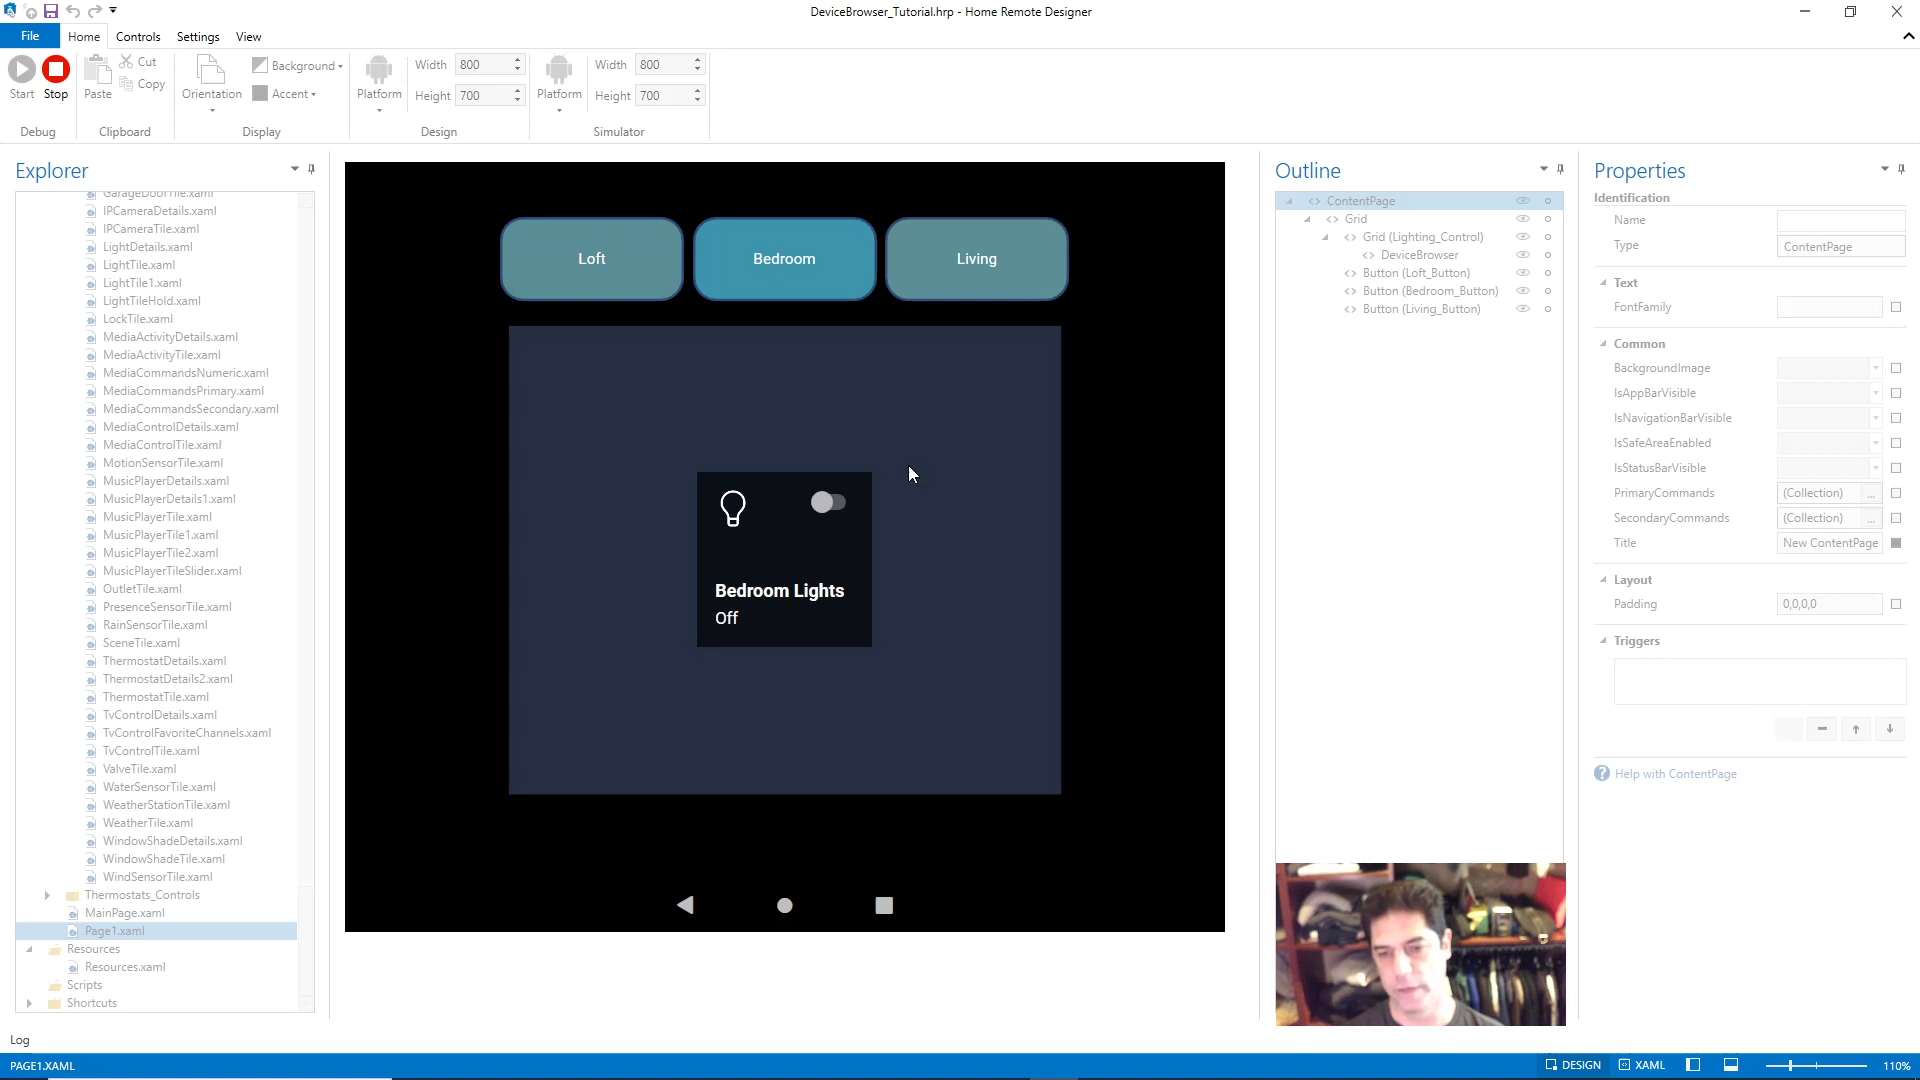 DeviceBrowser_Tutorial.hrp - Home Remote Designer
File Home Controls Settings View
Start Stop
Debug
Paste Cut Copy
Clipboard
Orientation Background Accent
Display
Platform Width 800 Height 700
Design
Platform Width 800 Height 700
Simulator
Explorer
GarageDoorTile.xaml
IPCameraDetails.xaml
IPCameraTile.xaml
LightDetails.xaml
LightTile.xaml
LightTile1.xaml
LightTileHold.xaml
LockTile.xaml
MediaActivityDetails.xaml
MediaActivityTile.xaml
MediaCommandsNumeric.xaml
MediaCommandsPrimary.xaml
MediaCommandsSecondary.xaml
MediaControlDetails.xaml
MediaControlTile.xaml
MotionSensorTile.xaml
MusicPlayerDetails.xaml
MusicPlayerDetails1.xaml
MusicPlayerTile.xaml
MusicPlayerTile1.xaml
MusicPlayerTile2.xaml
MusicPlayerTileSlider.xaml
OutletTile.xaml
PresenceSensorTile.xaml
RainSensorTile.xaml
SceneTile.xaml
ThermostatDetails.xaml
ThermostatDetails2.xaml
ThermostatTile.xaml
TvControlDetails.xaml
TvControlFavoriteChannels.xaml
TvControlTile.xaml
ValveTile.xaml
WaterSensorTile.xaml
WeatherStationTile.xaml
WeatherTile.xaml
WindowShadeDetails.xaml
WindowShadeTile.xaml
WindSensorTile.xaml
Thermostats_Controls
MainPage.xaml
Page1.xaml
Resources
Resources.xaml
Scripts
Shortcuts
Loft Bedroom Living
Bedroom Lights
Off
Outline
<> ContentPage
<> Grid
<> Grid (Lighting_Control)
<> DeviceBrowser
<> Button (Loft_Button)
<> Button (Bedroom_Button)
<> Button (Living_Button)
Properties
Identification
Name
Type ContentPage
Text
FontFamily
Common
BackgroundImage
IsAppBarVisible
IsNavigationBarVisible
IsSafeAreaEnabled
IsStatusBarVisible
PrimaryCommands (Collection) ...
SecondaryCommands (Collection) ...
Title New ContentPage
Layout
Padding 0,0,0,0
Triggers
? Help with ContentPage
Log
PAGE1.XAML DESIGN XAML 110%